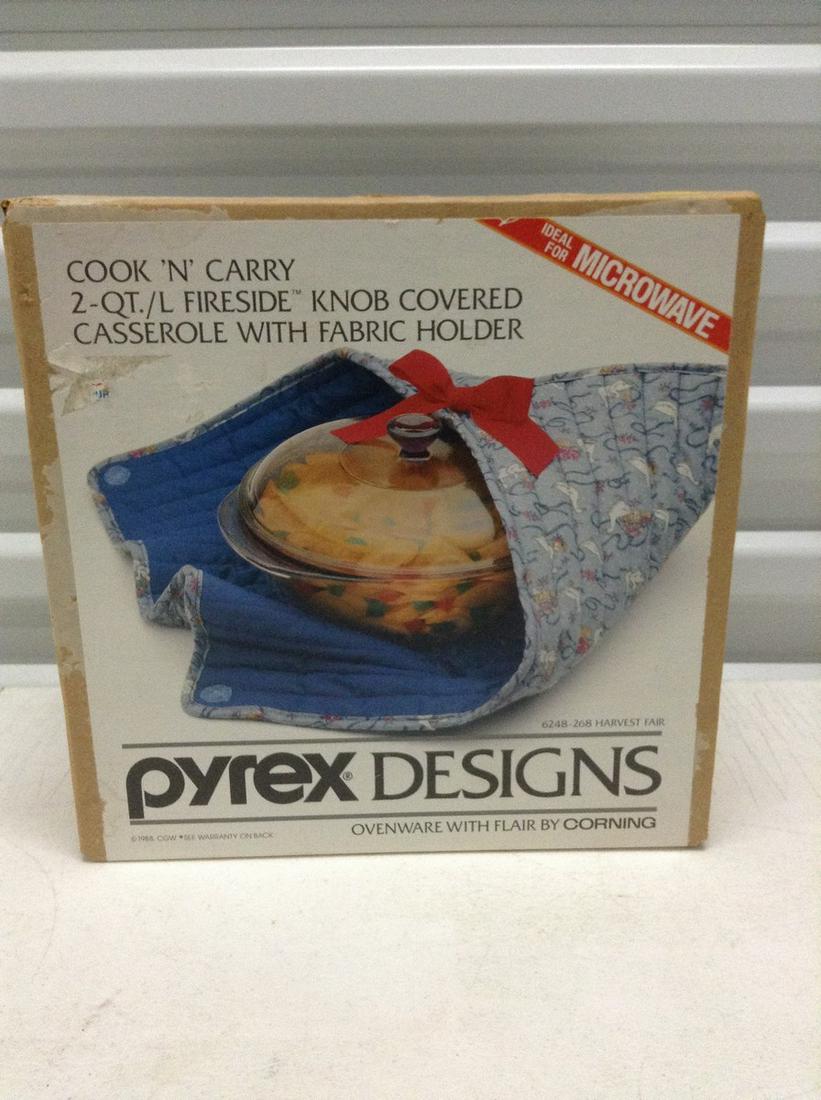 COOK 'N' CARRY
2-QT./L FIRESIDE™ KNOB COVERED
CASSEROLE WITH FABRIC HOLDER
IDEAL
FOR MICROWAVE
6248-268 HARVEST FAIR
pyrex® DESIGNS
OVENWARE WITH FLAIR BY CORNING
©1988, CGW • SEE WARRANTY ON BACK